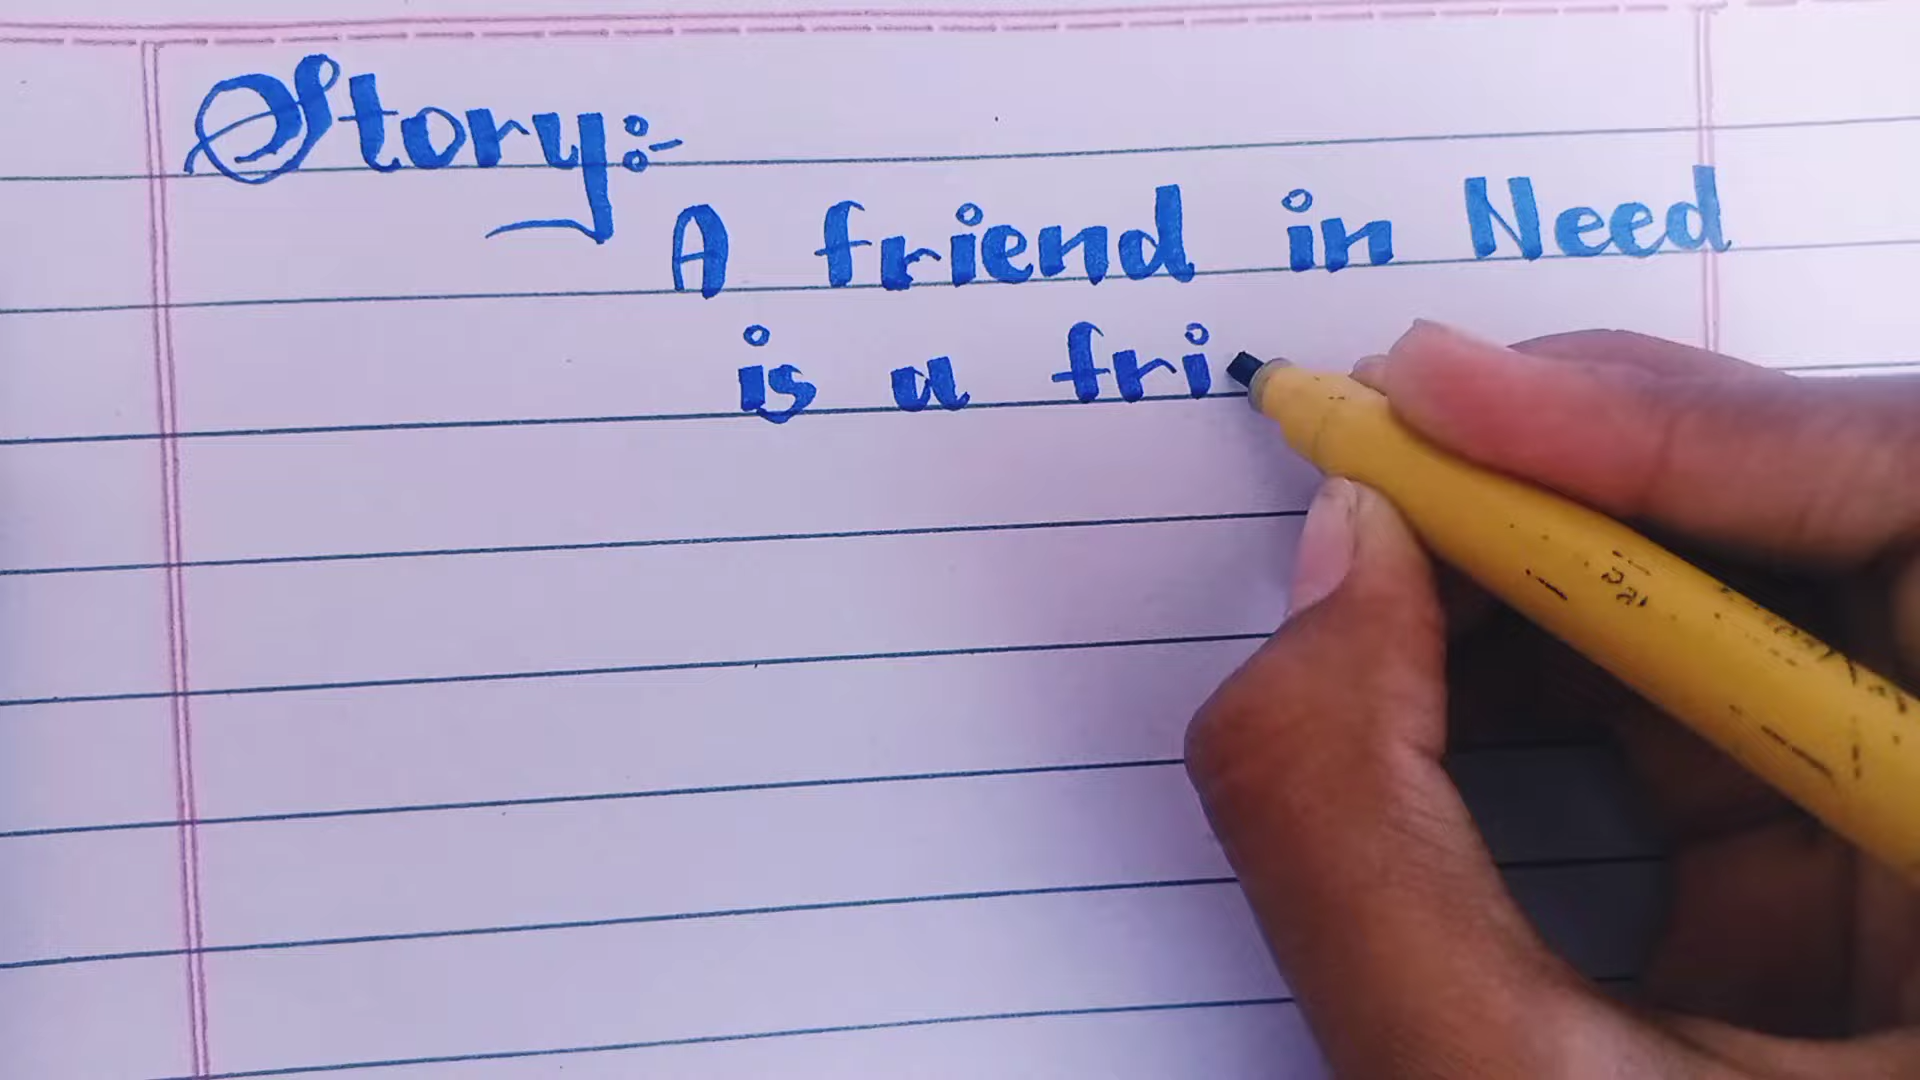 Story:-
A friend in Need
is a fri